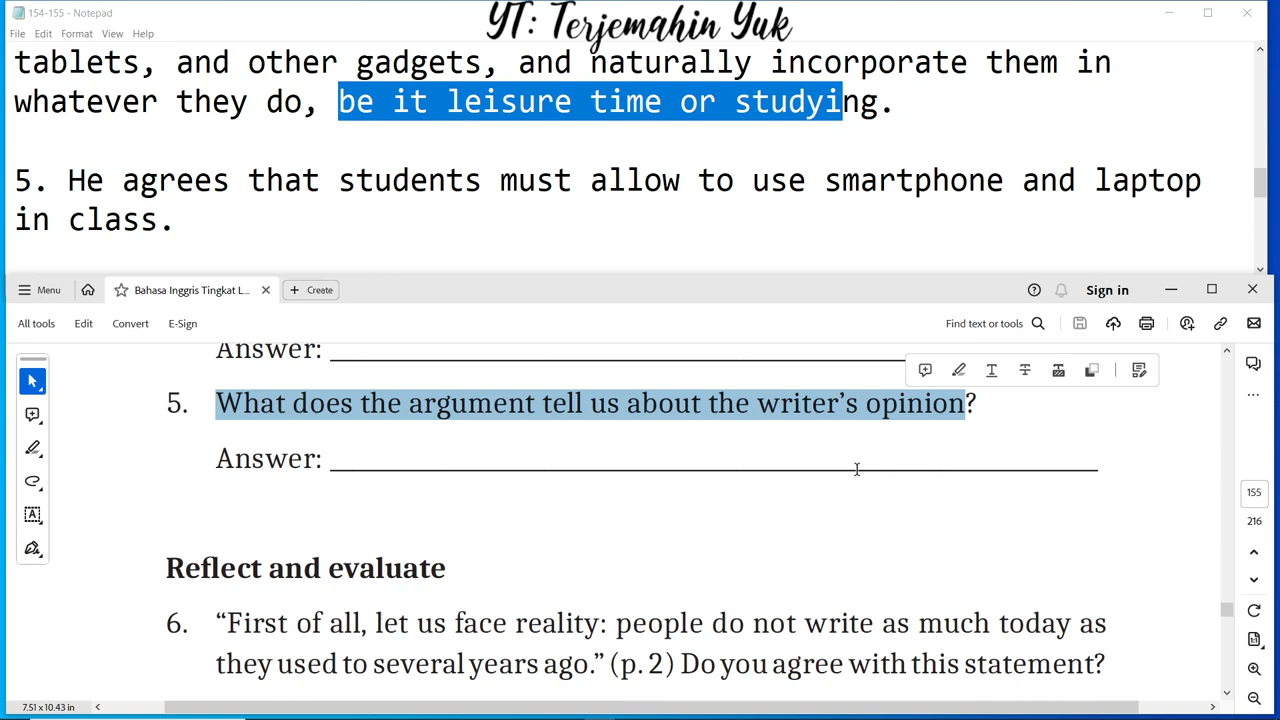 154-155 - Notepad
YT: Terjemahin Yuk
File Edit Format View Help
tablets, and other gadgets, and naturally incorporate them in
whatever they do, be it leisure time or studying.
5. He agrees that students must allow to use smartphone and laptop
in class.
Menu Bahasa Inggris Tingkat L... Create Sign in
All tools Edit Convert E-Sign Find text or tools
Answer:
5. What does the argument tell us about the writer's opinion?
Answer:
155
216
Reflect and evaluate
6. “First of all, let us face reality: people do not write as much today as
they used to several years ago.” (p. 2) Do you agree with this statement?
7.51 x 10.43 in